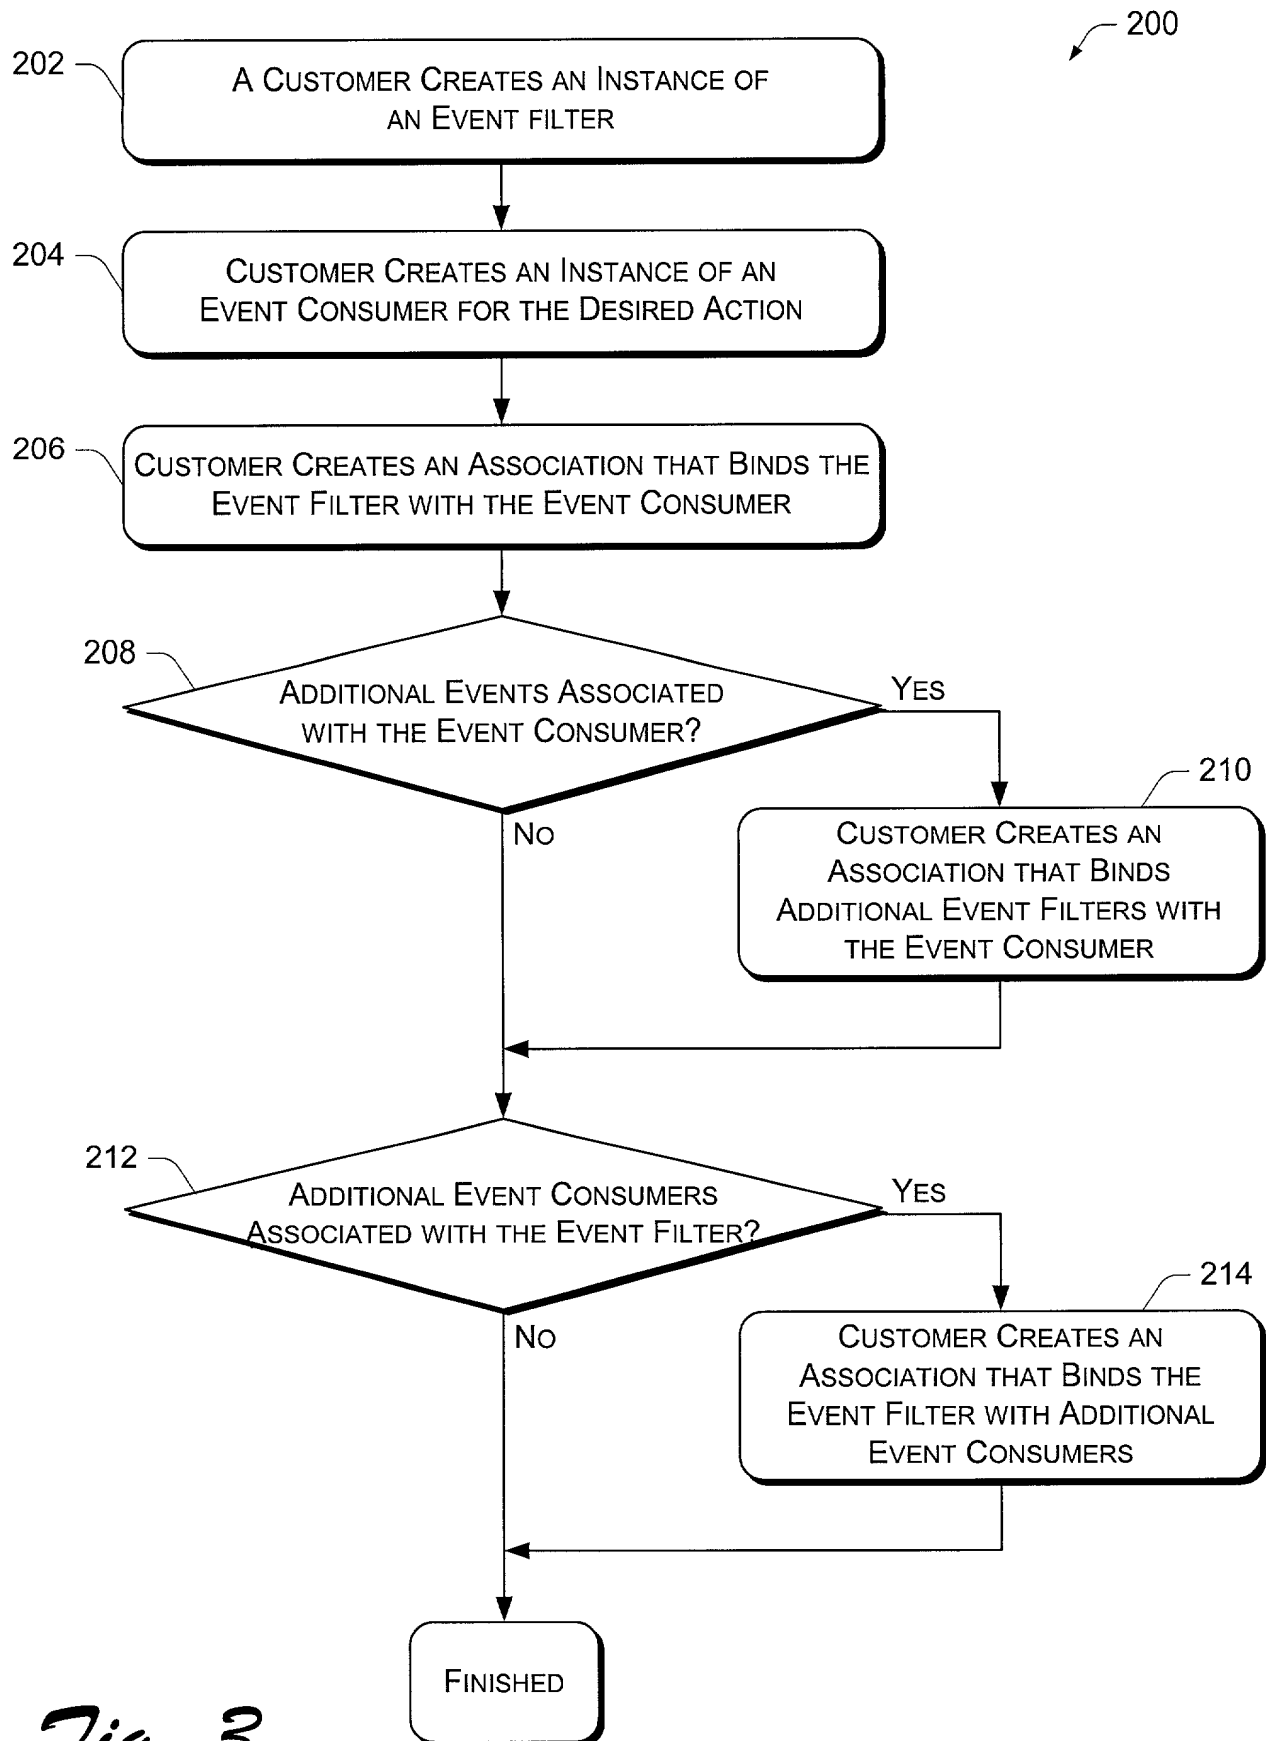 200
202
A CUSTOMER CREATES AN INSTANCE OF
AN EVENT FILTER
204
CUSTOMER CREATES AN INSTANCE OF AN
EVENT CONSUMER FOR THE DESIRED ACTION
206
CUSTOMER CREATES AN ASSOCIATION THAT BINDS THE
EVENT FILTER WITH THE EVENT CONSUMER
208
ADDITIONAL EVENTS ASSOCIATED
WITH THE EVENT CONSUMER?
YES
NO
210
CUSTOMER CREATES AN
ASSOCIATION THAT BINDS
ADDITIONAL EVENT FILTERS WITH
THE EVENT CONSUMER
212
ADDITIONAL EVENT CONSUMERS
ASSOCIATED WITH THE EVENT FILTER?
YES
NO
214
CUSTOMER CREATES AN
ASSOCIATION THAT BINDS THE
EVENT FILTER WITH ADDITIONAL
EVENT CONSUMERS
FINISHED
Fig. 3